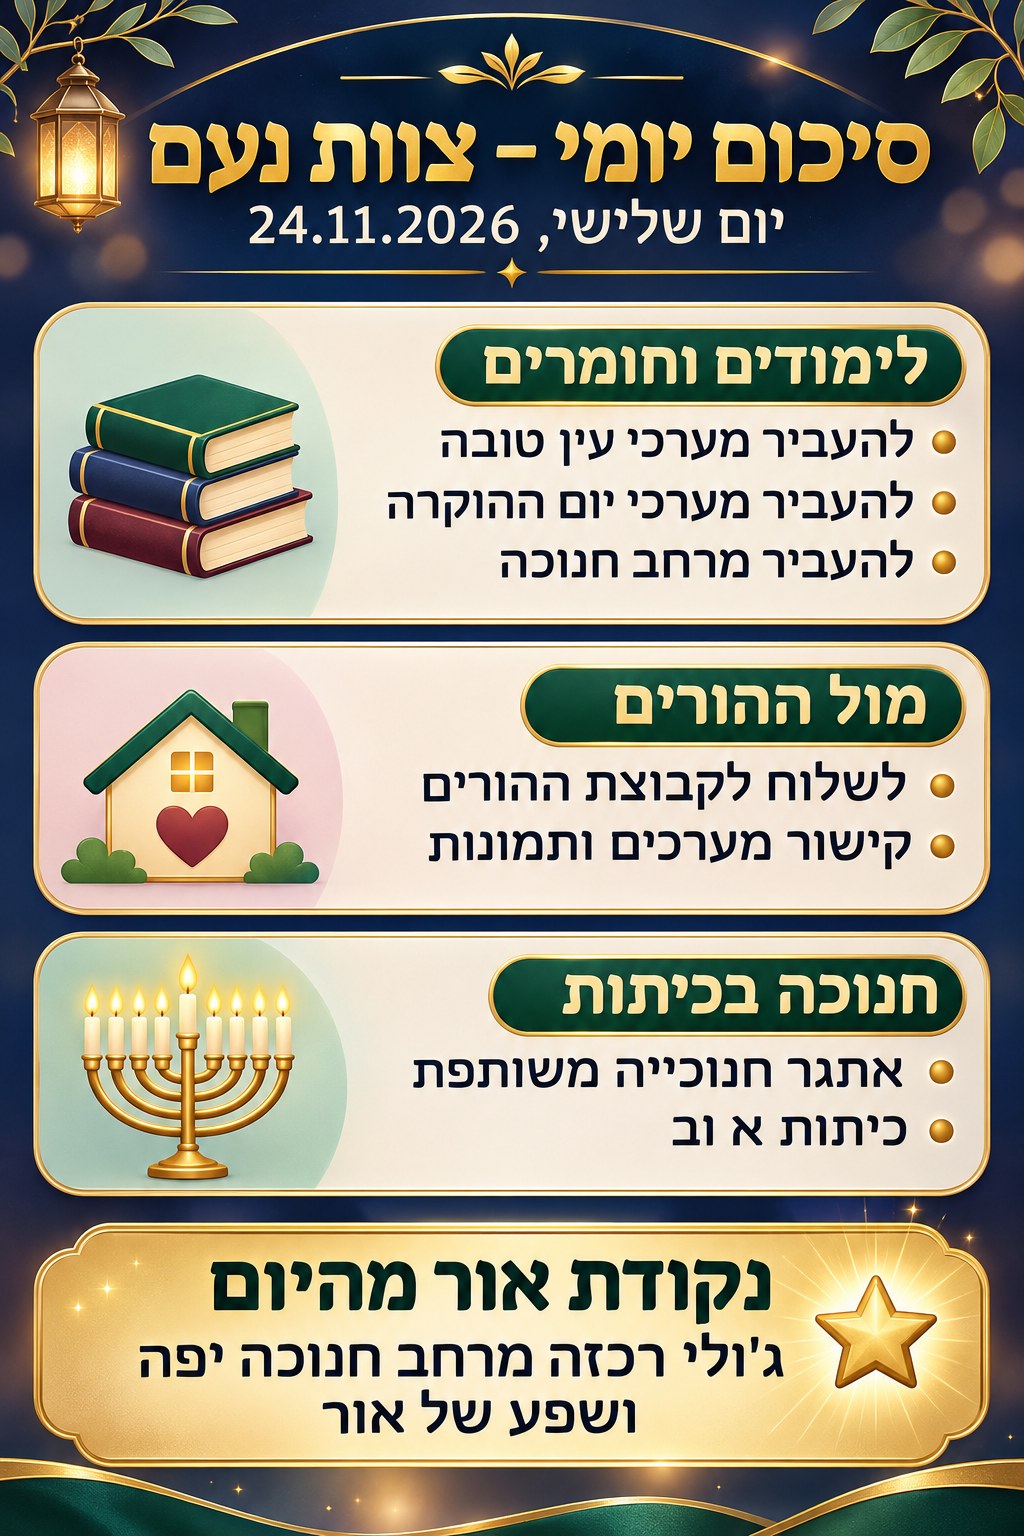 סיכום יומי – צוות נעם
יום שלישי, 24.11.2026
לימודים וחומרים
להעביר מערכי עין טובה
להעביר מערכי יום ההוקרה
להעביר מרחב חנוכה
מול ההורים
לשלוח לקבוצת ההורים
קישור מערכים ותמונות
חנוכה בכיתות
אתגר חנוכייה משותפת
כיתות א וב
נקודת אור מהיום
ג'ולי רכזה מרחב חנוכה יפה
ושפע של אור